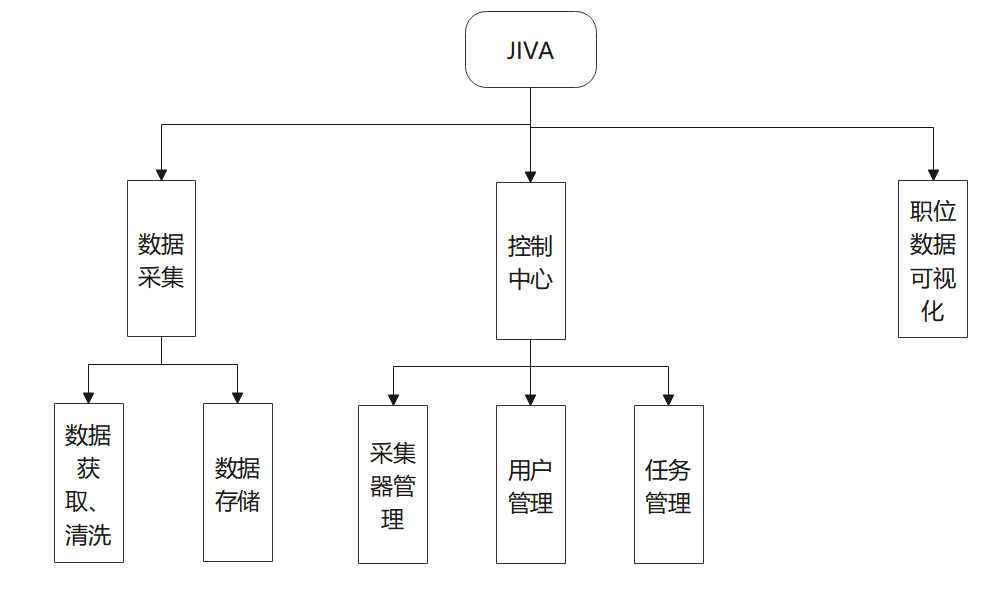 JIVA
数据
采集
控制
中心
职位
数据
可视
化
数据
获
取、
清洗
数据
存储
采集
器管
理
用户
管理
任务
管理